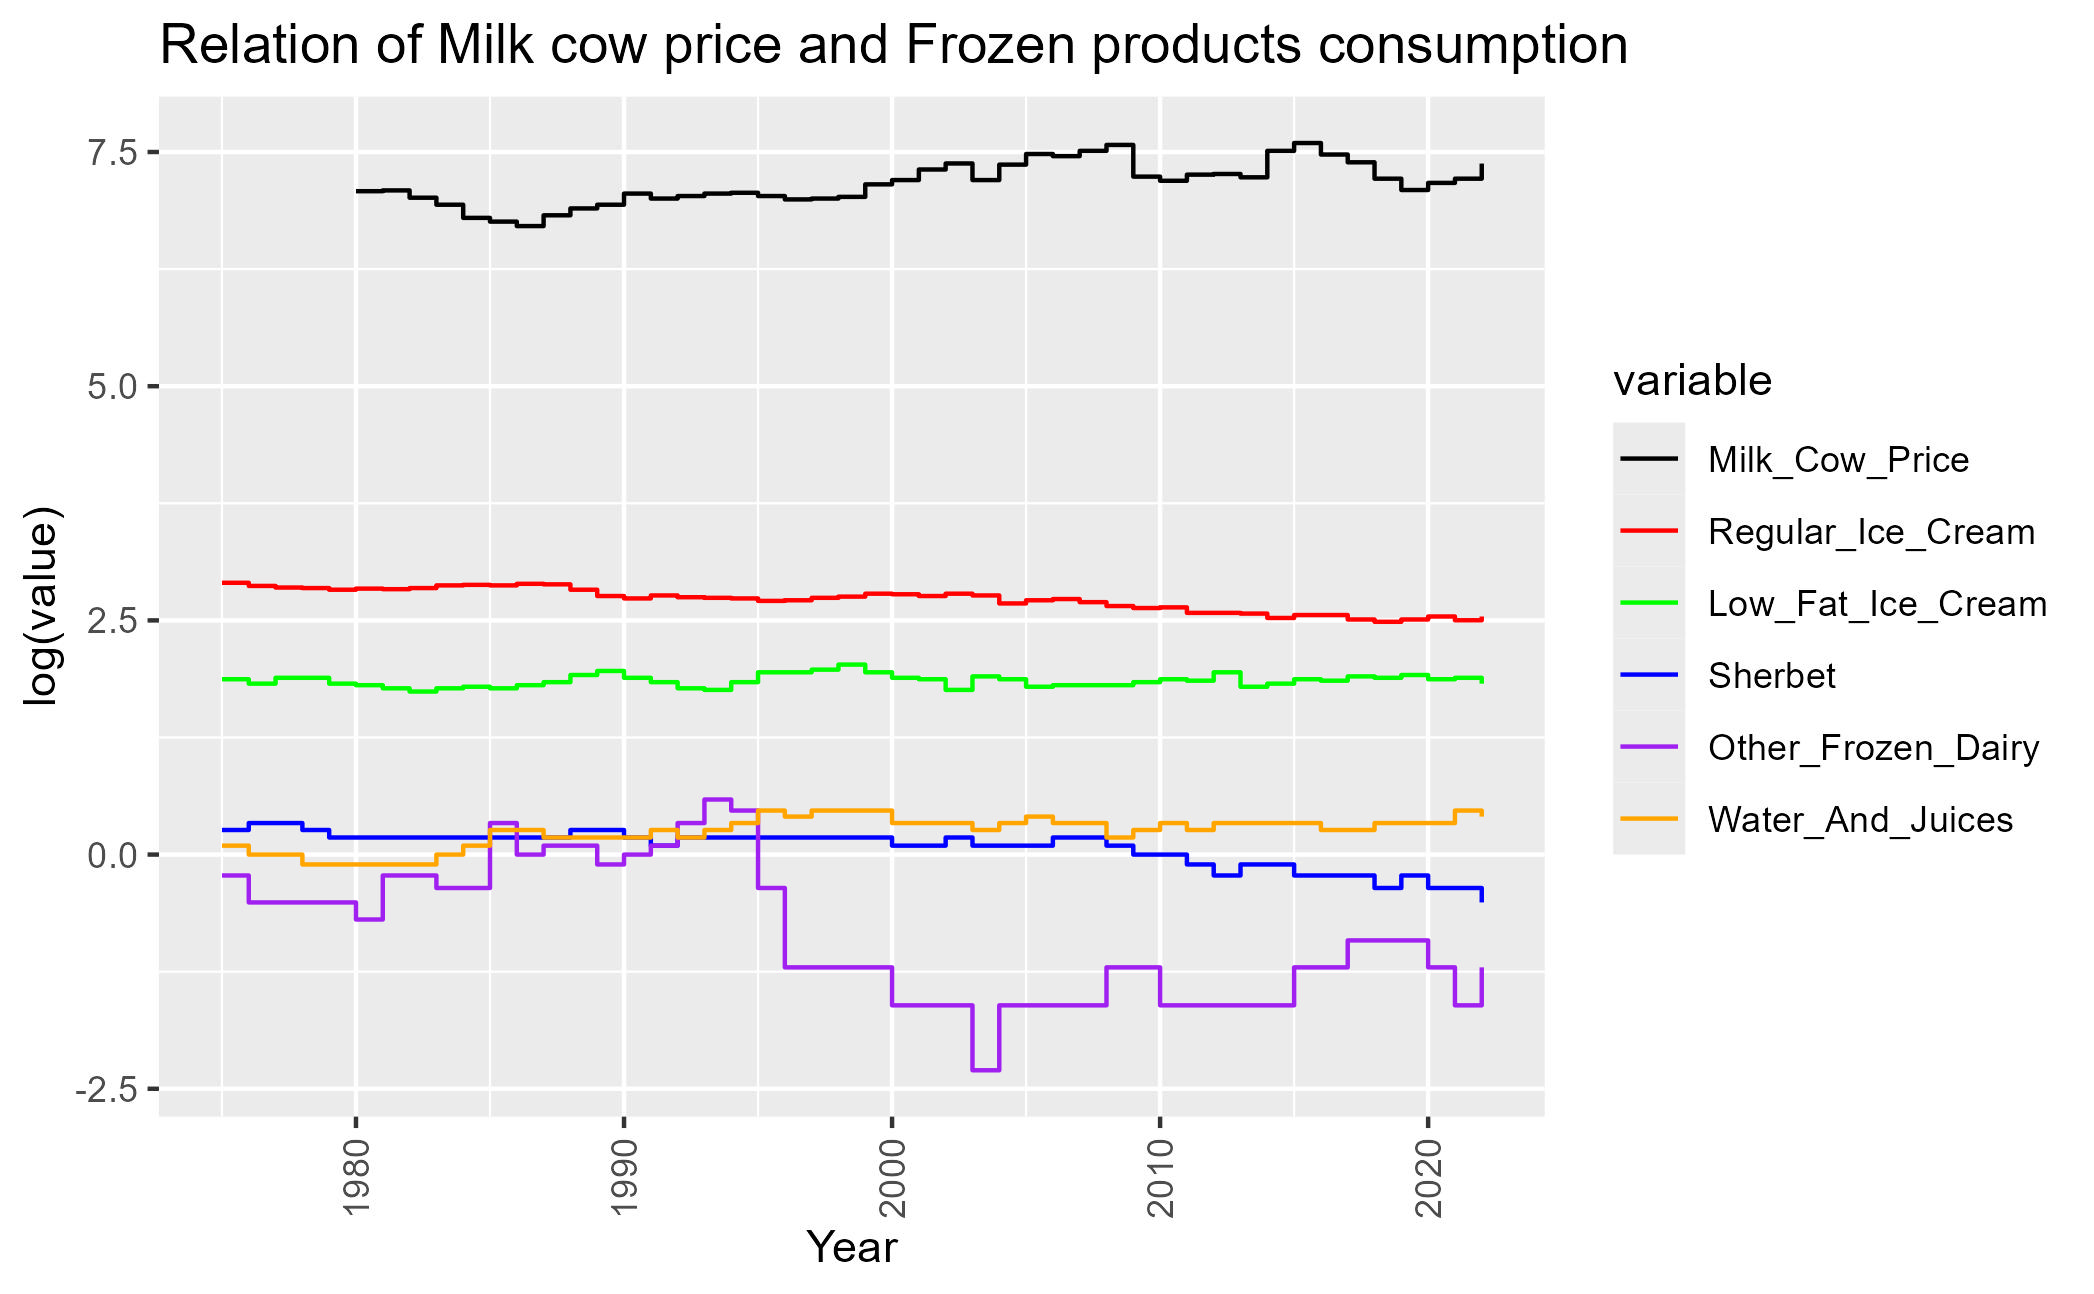 Relation of Milk cow price and Frozen products consumption
7.5
5.0
2.5
0.0
-2.5
log(value)
1980
1990
2000
2010
2020
Year
variable
Milk_Cow_Price
Regular_Ice_Cream
Low_Fat_Ice_Cream
Sherbet
Other_Frozen_Dairy
Water_And_Juices